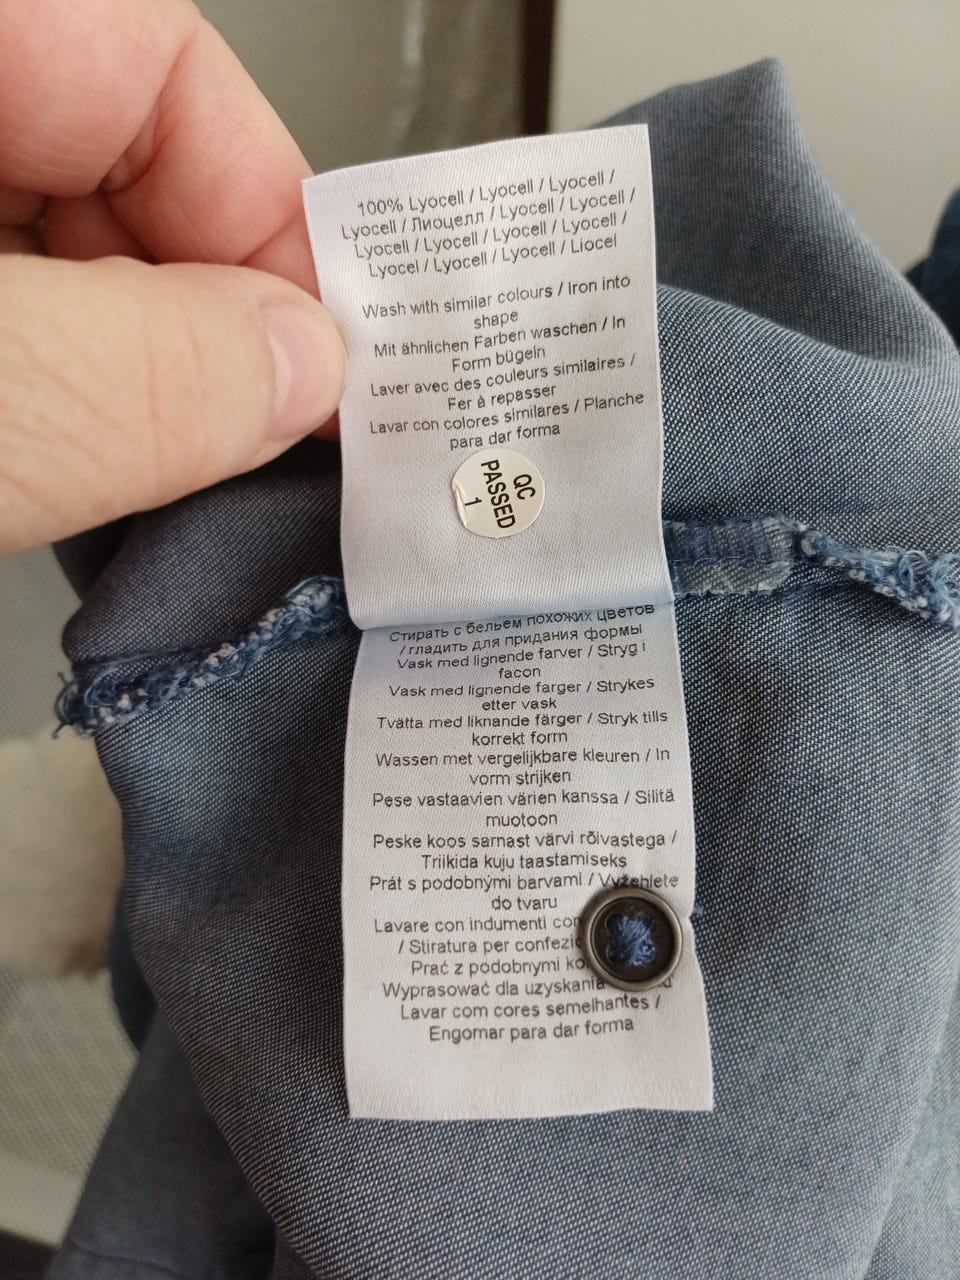 100% Lyocell / Lyocell / Lyocell /
Lyocell / Лиоцелл / Lyocell / Lyocell /
Lyocell / Lyocell / Lyocell / Lyocell /
Lyocel / Lyocell / Lyocell / Liocel
Wash with similar colours / Iron into
shape
Mit ähnlichen Farben waschen / In
Form bügeln
Laver avec des couleurs similaires /
Fer à repasser
Lavar con colores similares / Planche
para dar forma
QC
PASSED
1
Стирать с бельем похожих цветов
/ гладить для придания формы
Vask med lignende farver / Stryg i
facon
Vask med lignende farger / Strykes
etter vask
Tvätta med liknande färger / Stryk tills
korrekt form
Wassen met vergelijkbare kleuren / In
vorm strijken
Pese vastaavien värien kanssa / Silitä
muotoon
Peske koos sarnast värvi rõivastega /
Triikida kuju taastamiseks
Prát s podobnými barvami / Vyžehlete
do tvaru
Lavare con indumenti
/ Stiratura per
Prać z podobnymi
Wyprasować dla
Lavar com cores semelhantes /
Engomar para dar forma